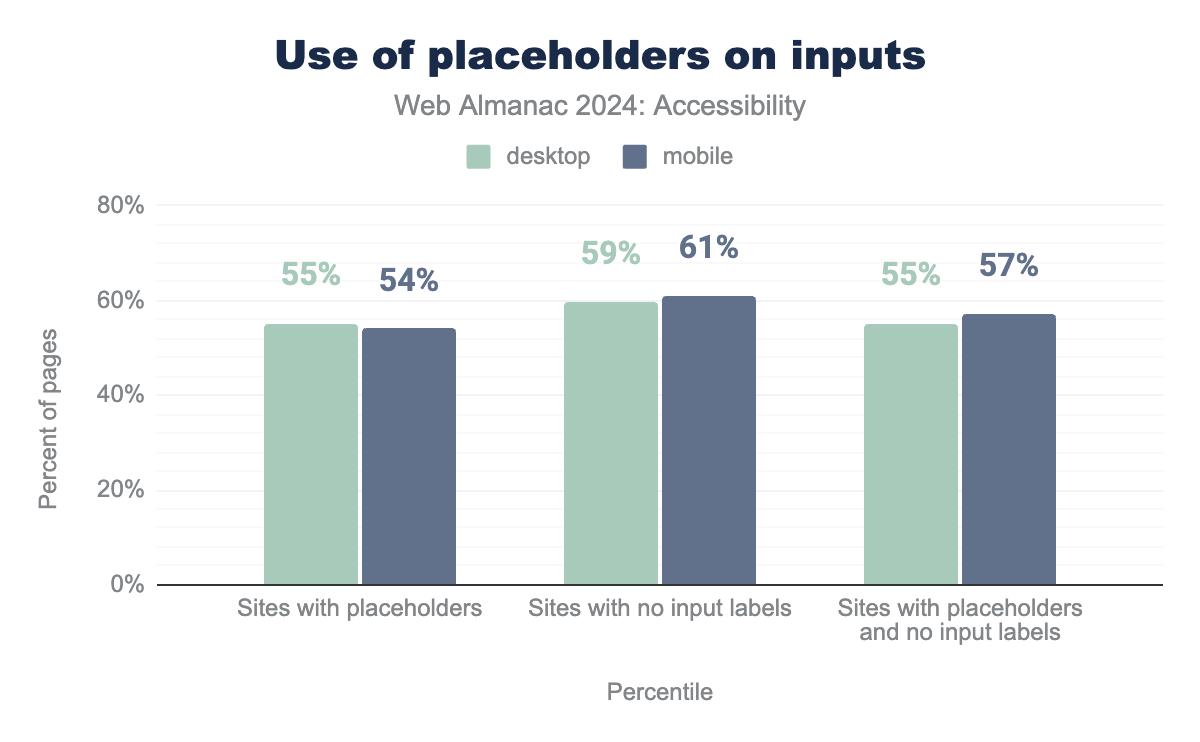 Use of placeholders on inputs
Web Almanac 2024: Accessibility
desktop
mobile
80%
60%
40%
20%
0%
Percent of pages
55%
54%
59%
61%
55%
57%
Sites with placeholders
Sites with no input labels
Sites with placeholders
and no input labels
Percentile